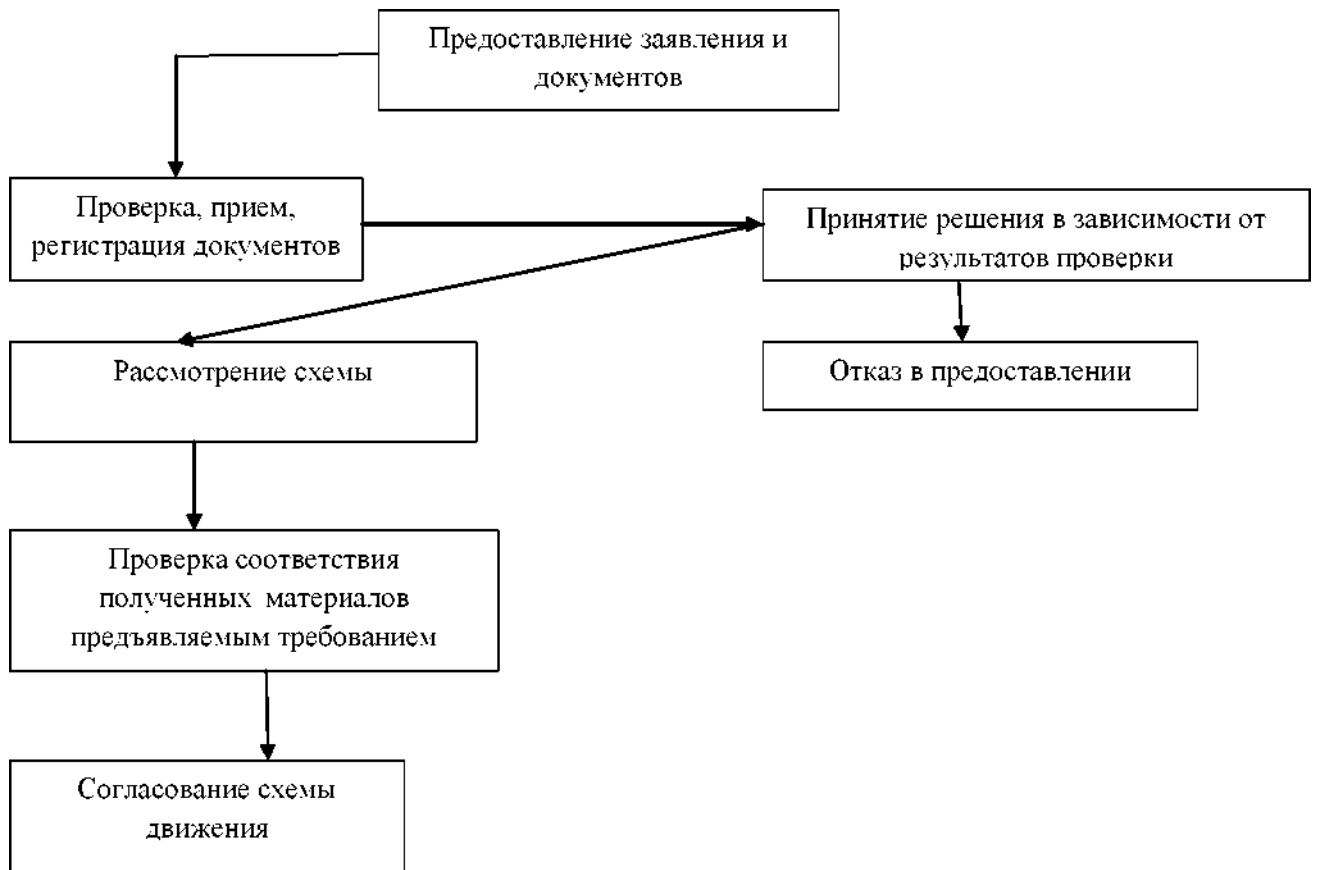 Предоставление заявления и
документов
Проверка, прием,
регистрация документов
Принятие решения в зависимости от
результатов проверки
Рассмотрение схемы
Отказ в предоставлении
Проверка соответствия
полученных материалов
предъявляемым требованием
Согласование схемы
движения